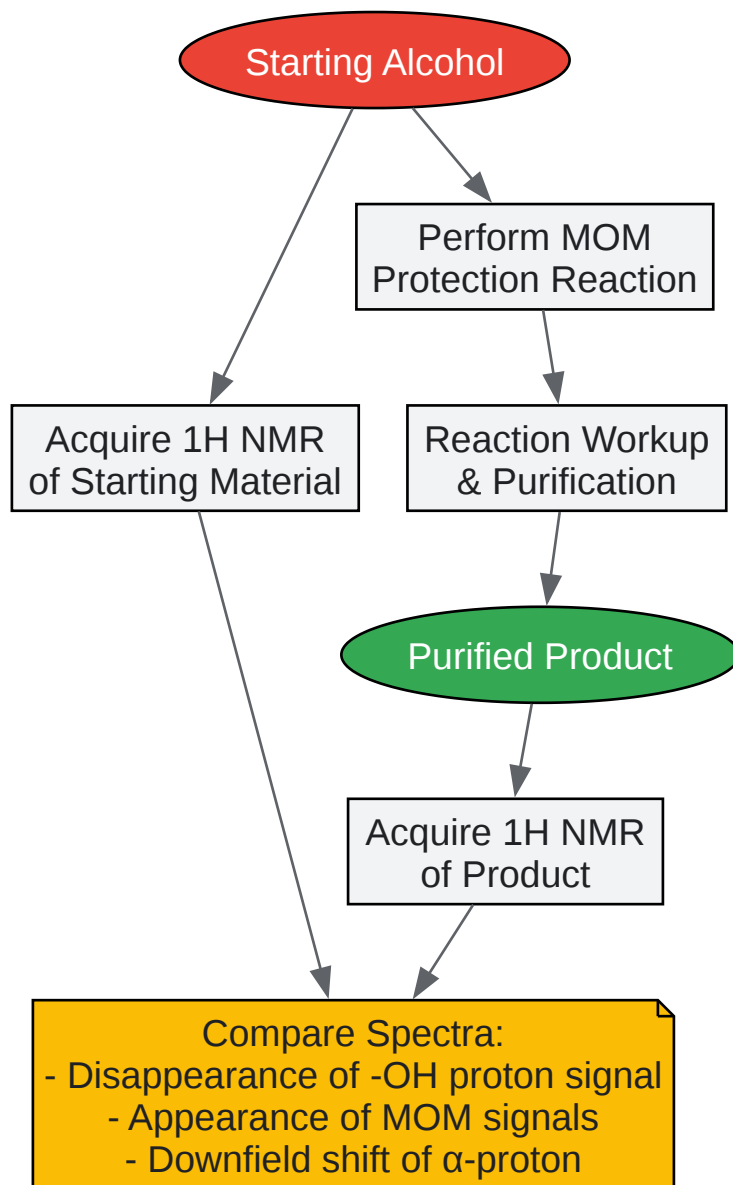 Starting Alcohol
Perform MOM
Protection Reaction
Acquire 1H NMR
of Starting Material
Reaction Workup
& Purification
Purified Product
Acquire 1H NMR
of Product
Compare Spectra:
- Disappearance of -OH proton signal
- Appearance of MOM signals
- Downfield shift of α-proton